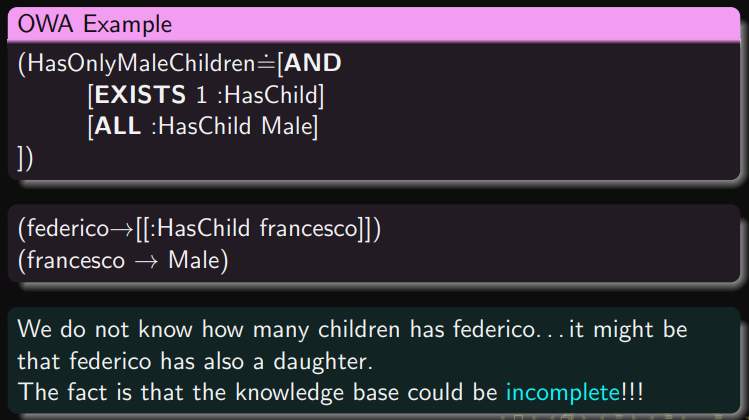 OWA Example
(HasOnlyMaleChildren≐[AND
[EXISTS 1 :HasChild]
[ALL :HasChild Male]
])
(federico→[[:HasChild francesco]])
(francesco → Male)
We do not know how many children has federico...it might be
that federico has also a daughter.
The fact is that the knowledge base could be incomplete!!!